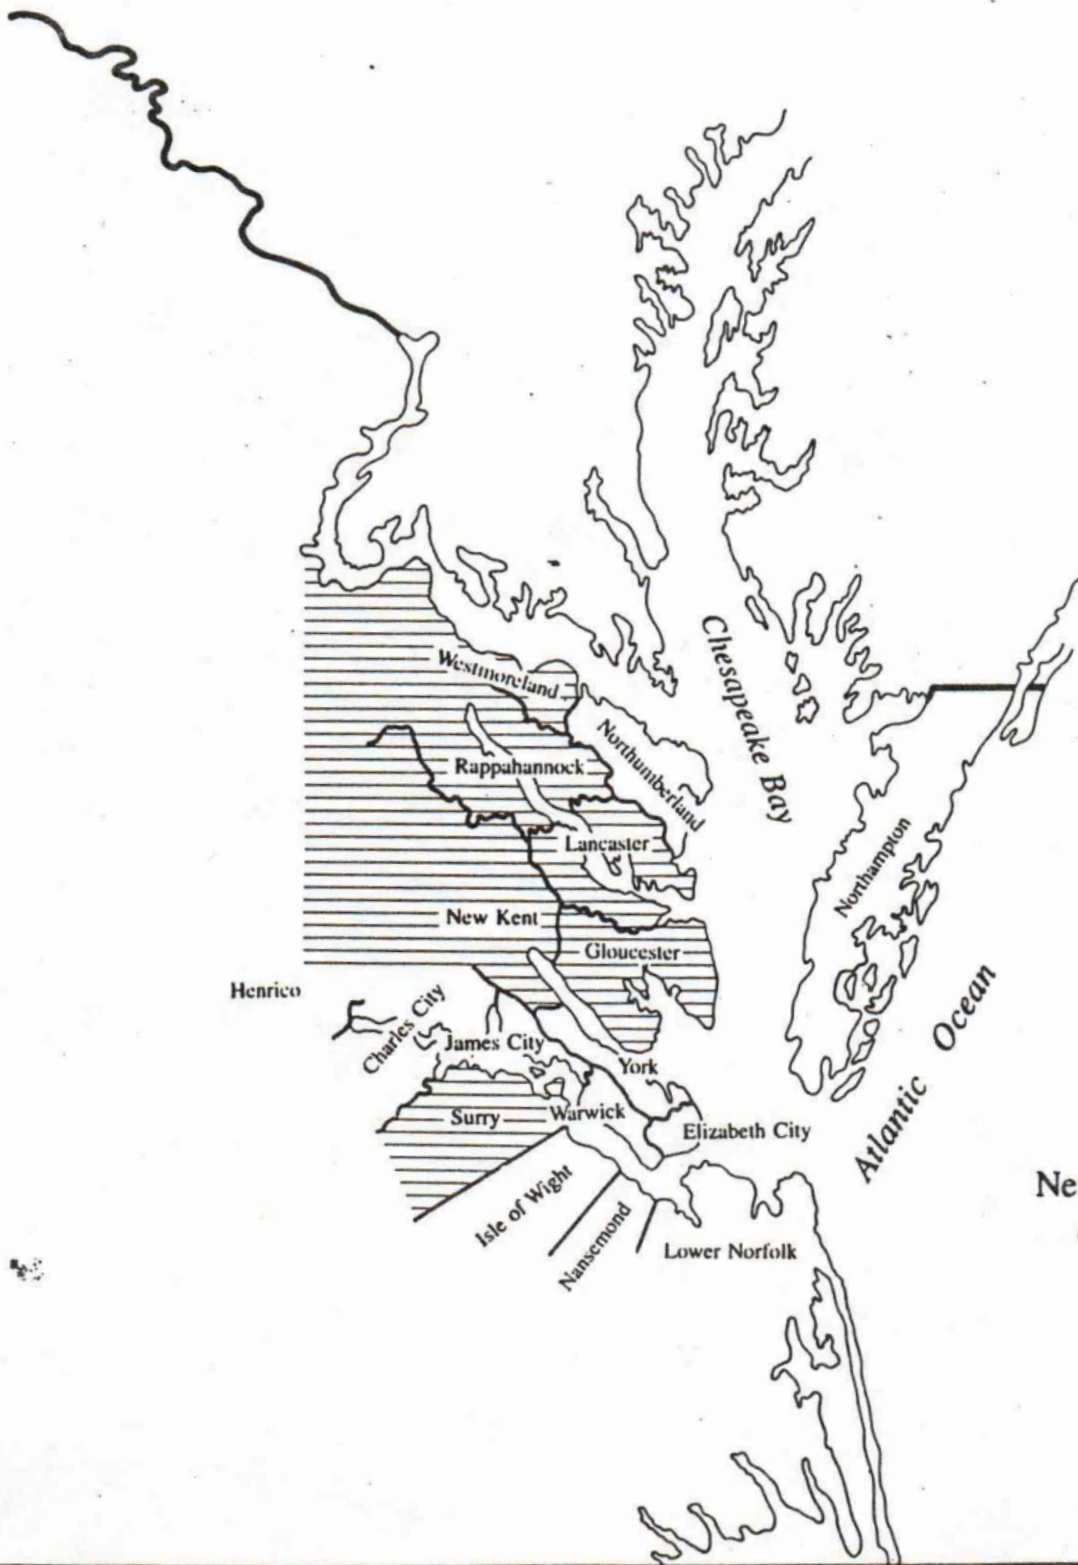 Westmoreland
Chesapeake Bay
Northumberland
Rappahannock
Lancaster
Northampton
New Kent
Gloucester
Henrico
Charles City
James City
Atlantic Ocean
York
Surry
Warwick
Elizabeth City
Isle of Wight
Ne
Nansemond
Lower Norfolk